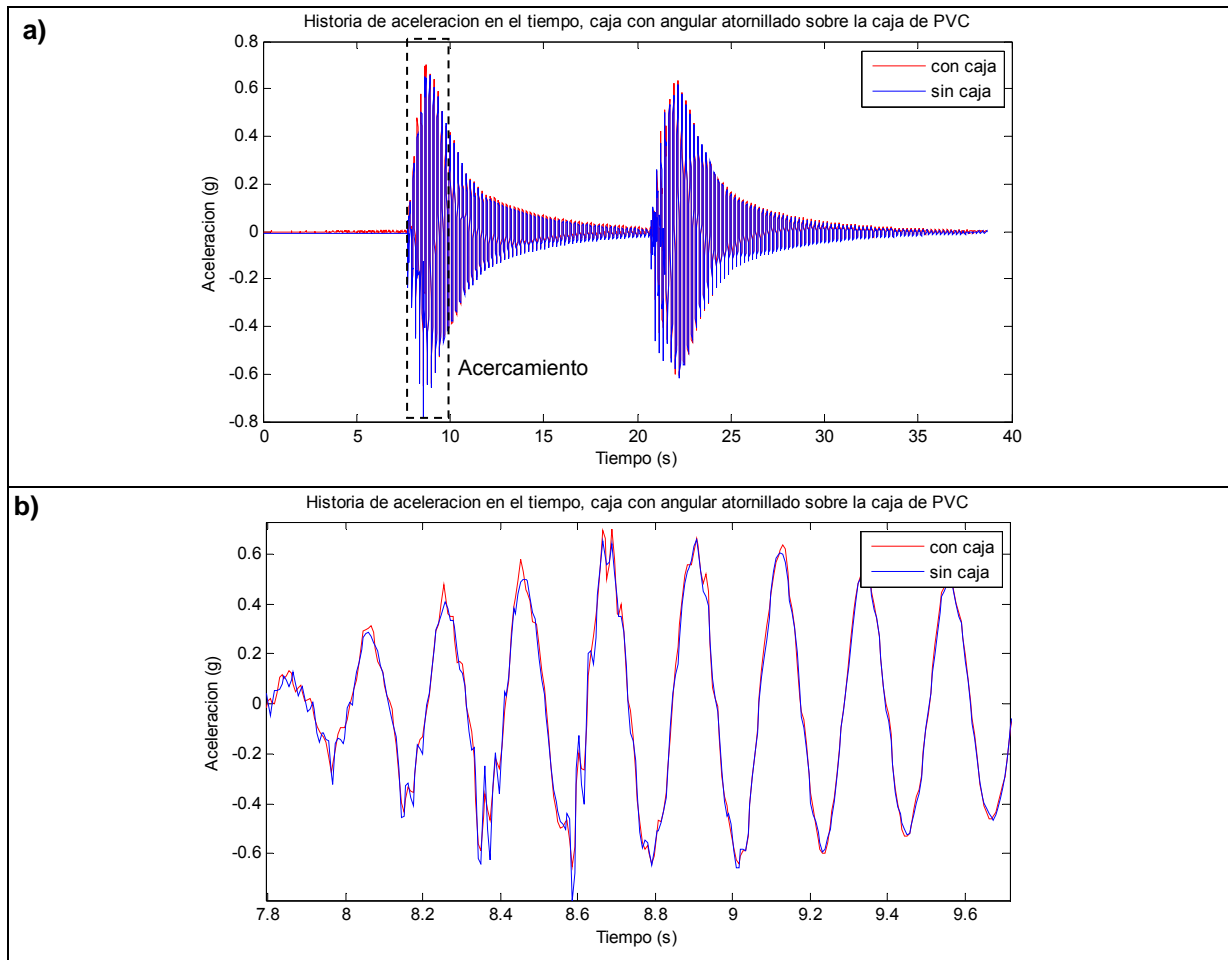 a)
Historia de aceleracion en el tiempo, caja con angular atornillado sobre la caja de PVC
0.8
0.6
0.4
0.2
0
-0.2
-0.4
-0.6
-0.8
Aceleracion (g)
con caja
sin caja
Acercamiento
0 5 10 15 20 25 30 35 40
Tiempo (s)
b)
Historia de aceleracion en el tiempo, caja con angular atornillado sobre la caja de PVC
0.6
0.4
0.2
0
-0.2
-0.4
-0.6
Aceleracion (g)
con caja
sin caja
7.8 8 8.2 8.4 8.6 8.8 9 9.2 9.4 9.6
Tiempo (s)